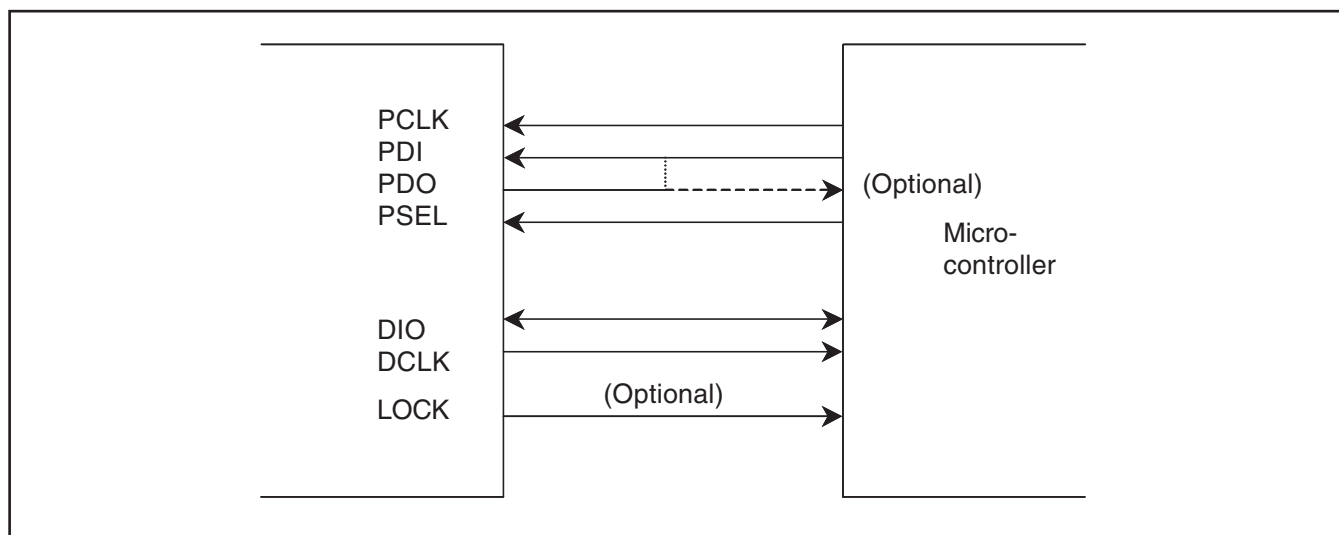 PCLK
PDI
PDO
(Optional)
PSEL
Micro-
controller
DIO
DCLK
(Optional)
LOCK